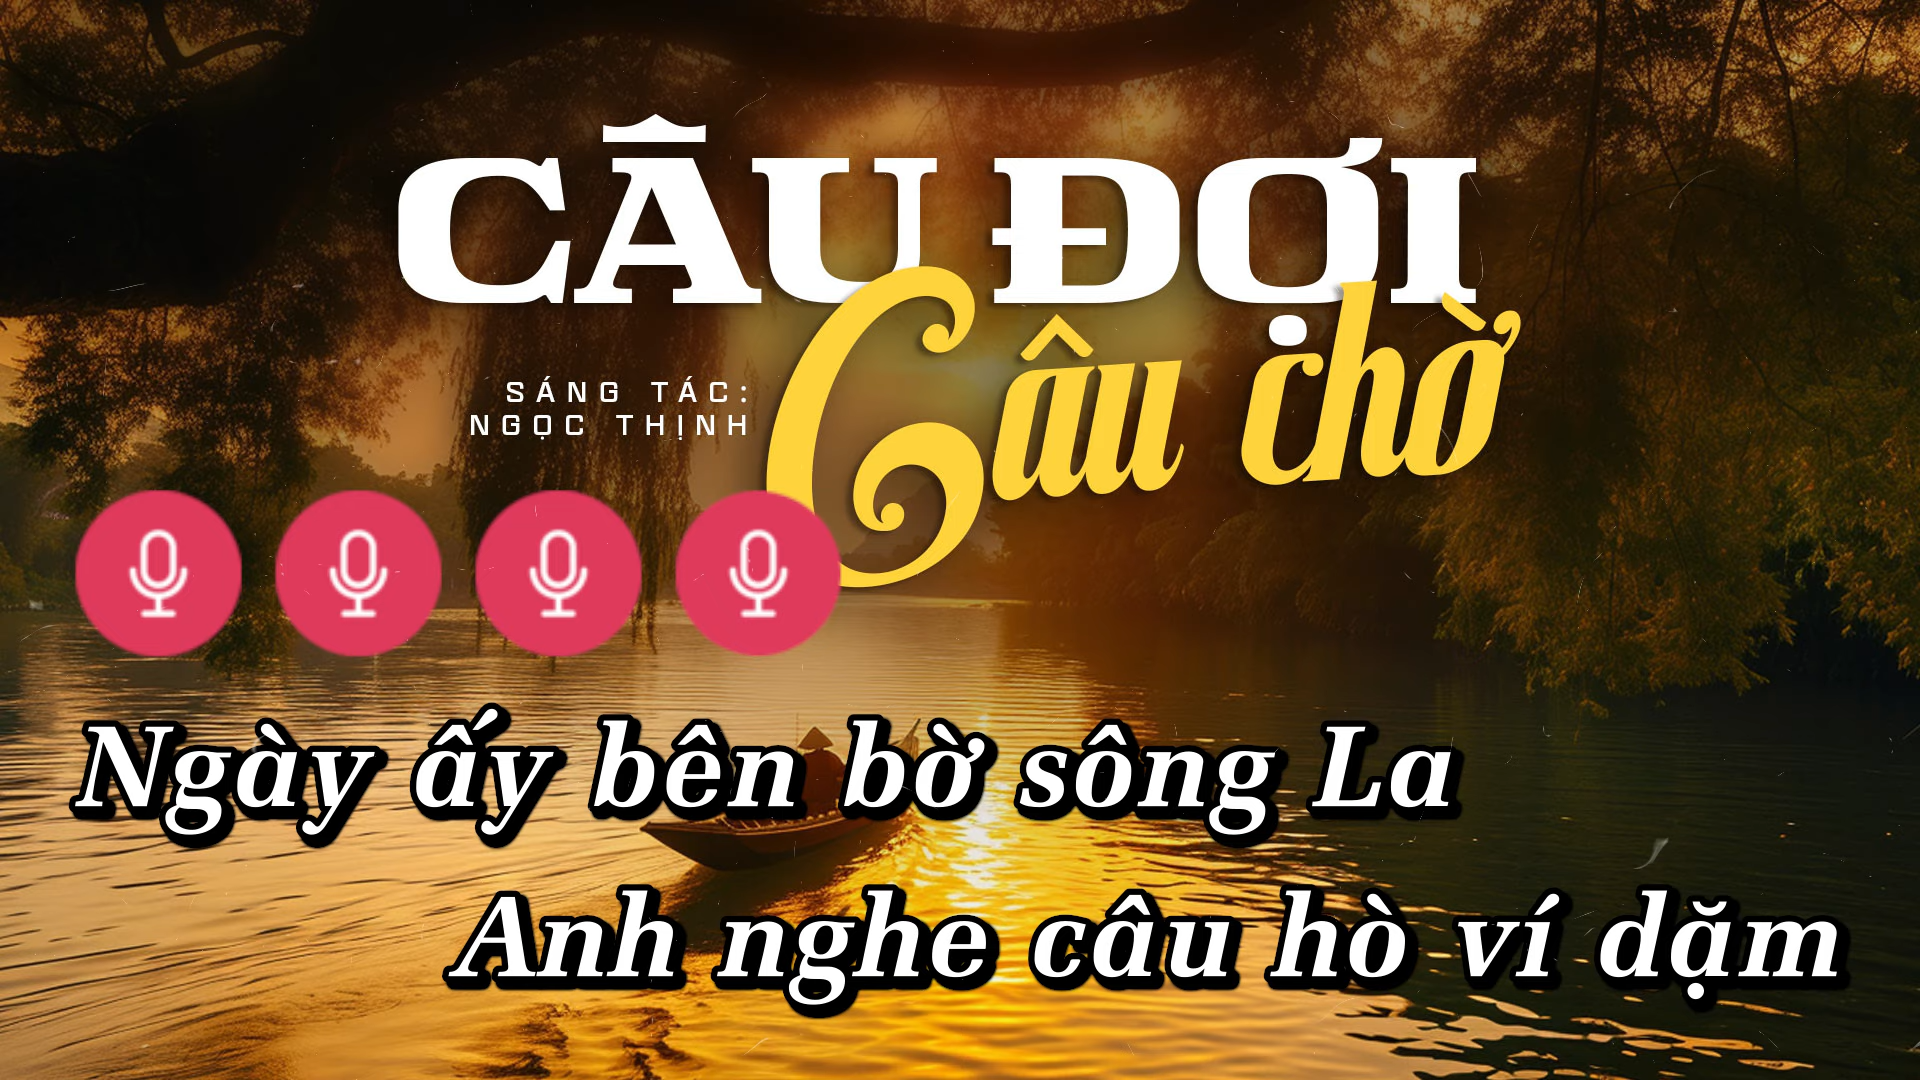 CÂU ĐỢI
Câu chờ
SÁNG TÁC:
NGỌC THỊNH
Ngày ấy bên bờ sông La
Anh nghe câu hò ví dặm